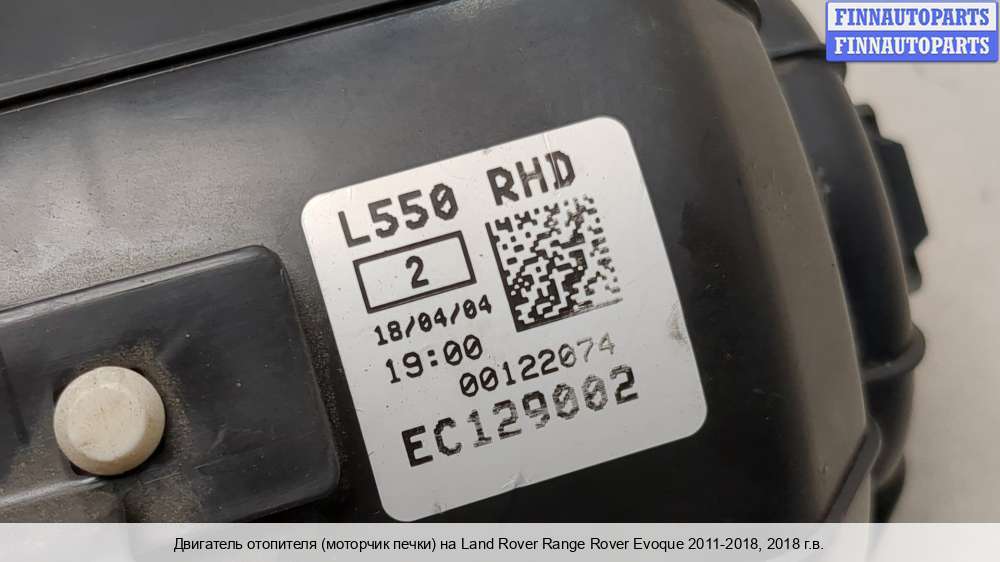 FINNAUTOPARTS
FINNAUTOPARTS
L550 RHD
2
18/04/04
19:00
00122074
EC129002
Двигатель отопителя (моторчик печки) на Land Rover Range Rover Evoque 2011-2018, 2018 г.в.